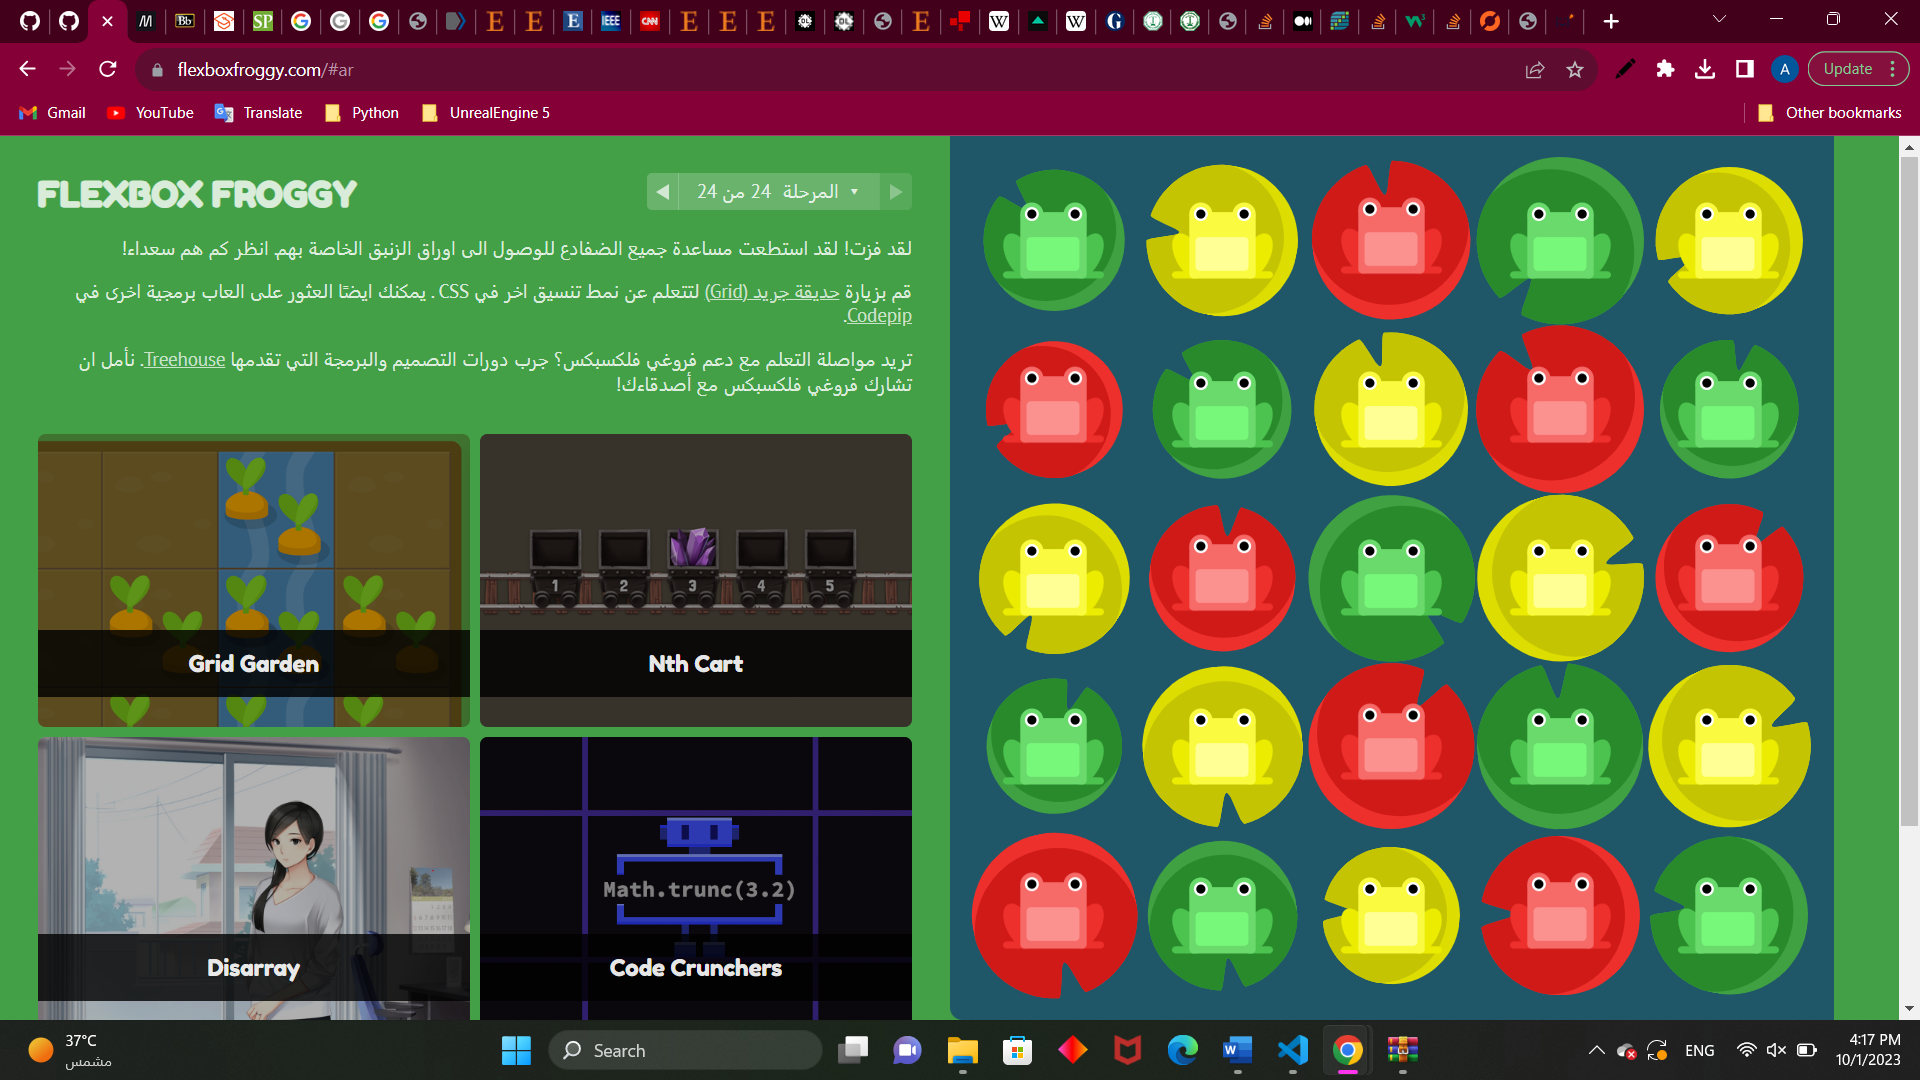 flexboxfroggy.com/#ar
A
Update
Gmail
YouTube
Translate
Python
UnrealEngine 5
Other bookmarks
FLEXBOX FROGGY
المرحلة 24 من 24
لقد فزت! لقد استطعت مساعدة جميع الضفادع للوصول الى اوراق الزنبق الخاصة بهم. انظر كم هم سعداء!
قم بزيارة حديقة جريد (Grid) لتتعلم عن نمط تنسيق اخر في CSS . يمكنك ايضًا العثور على العاب برمجية اخرى في
Codepip.
تريد مواصلة التعلم مع دعم فروغي فلكسبكس؟ جرب دورات التصميم والبرمجة التي تقدمها Treehouse. نأمل ان
تشارك فروغي فلكسبكس مع أصدقاءك!
Grid Garden
1 2 3 4 5
Nth Cart
Disarray
Math.trunc(3.2)
Code Crunchers
37°C
مشمس
Search
ENG
4:17 PM
10/1/2023